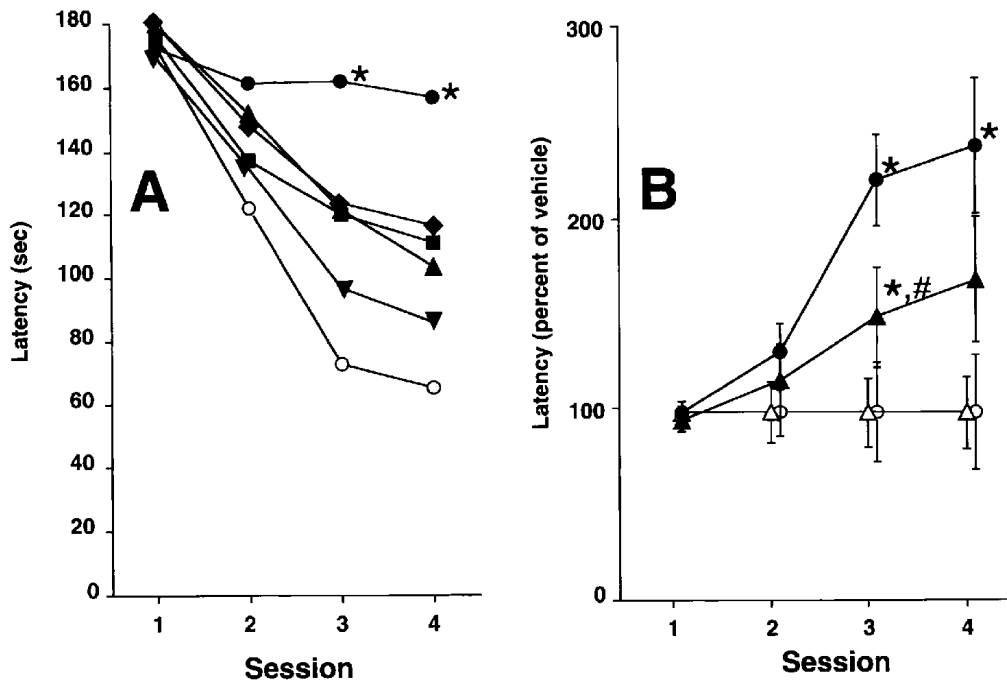 A
Latency (sec)
180
160
140
120
100
80
60
40
20
0
*
*
1 2 3 4
Session
B
Latency (percent of vehicle)
300
200
100
0
*
*
*,#
1 2 3 4
Session